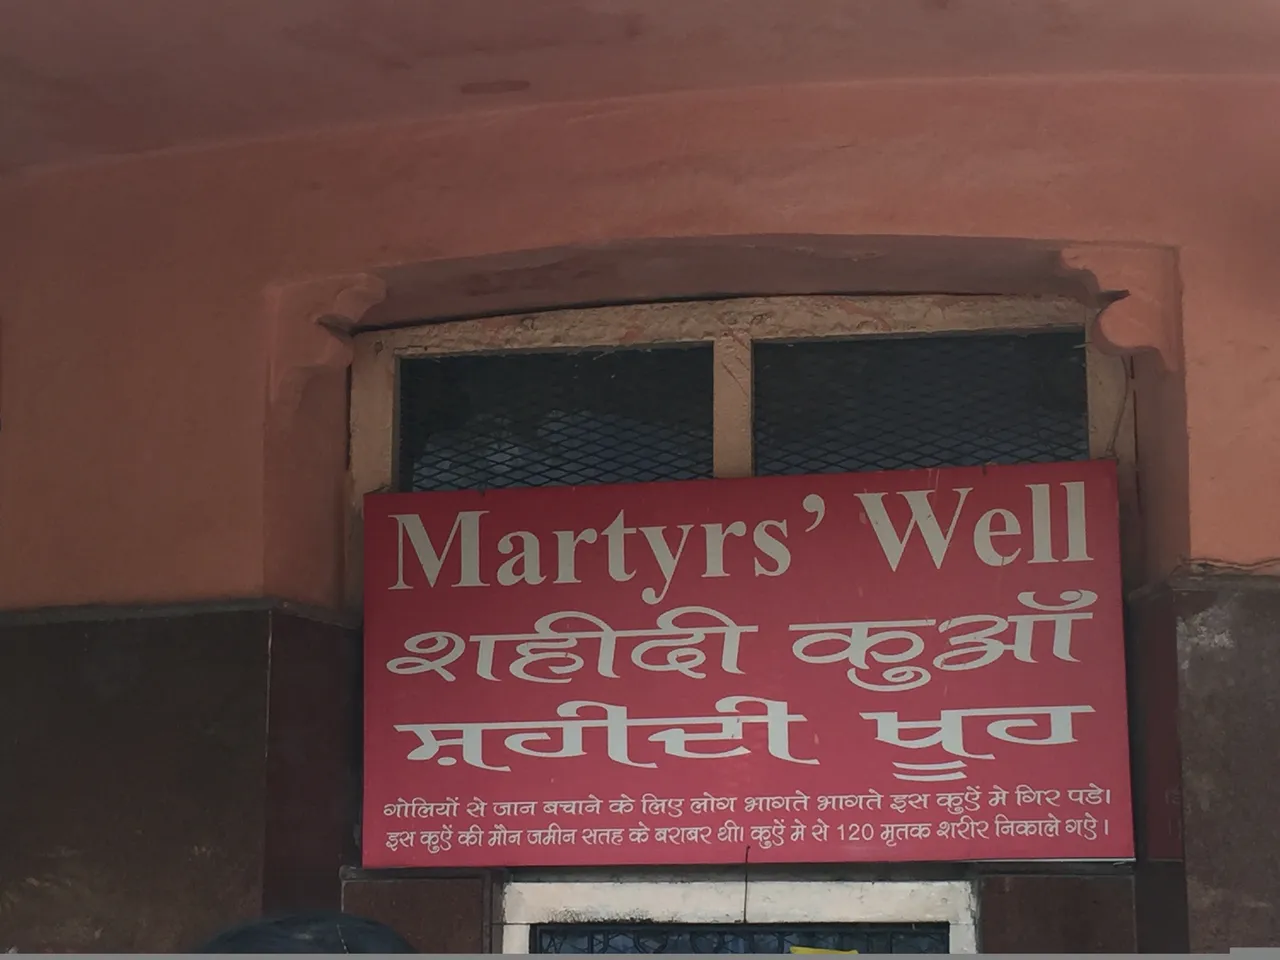 Martyrs’ Well
शहीदी कुआँ
ਸ਼ਹੀਦੀ ਖੂਹ
गोलियों से जान बचाने के लिए लोग भागते भागते इस कुऐं मे गिर पडे।
इस कुऐं की मौन जमीन सतह के बराबर थी। कुऐं मे से 120 मृतक शरीर निकाले गऐ।